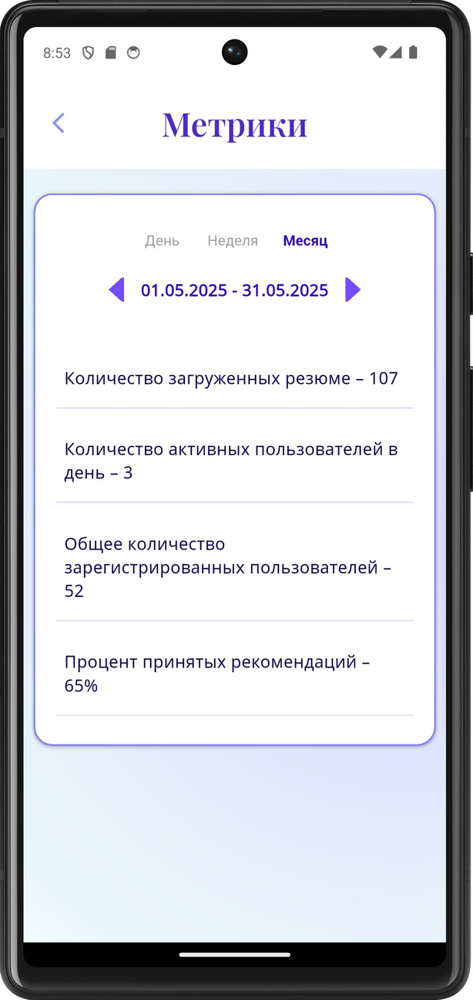 8:53
Метрики
День Неделя Месяц
01.05.2025 - 31.05.2025
Количество загруженных резюме – 107
Количество активных пользователей в
день – 3
Общее количество
зарегистрированных пользователей –
52
Процент принятых рекомендаций –
65%